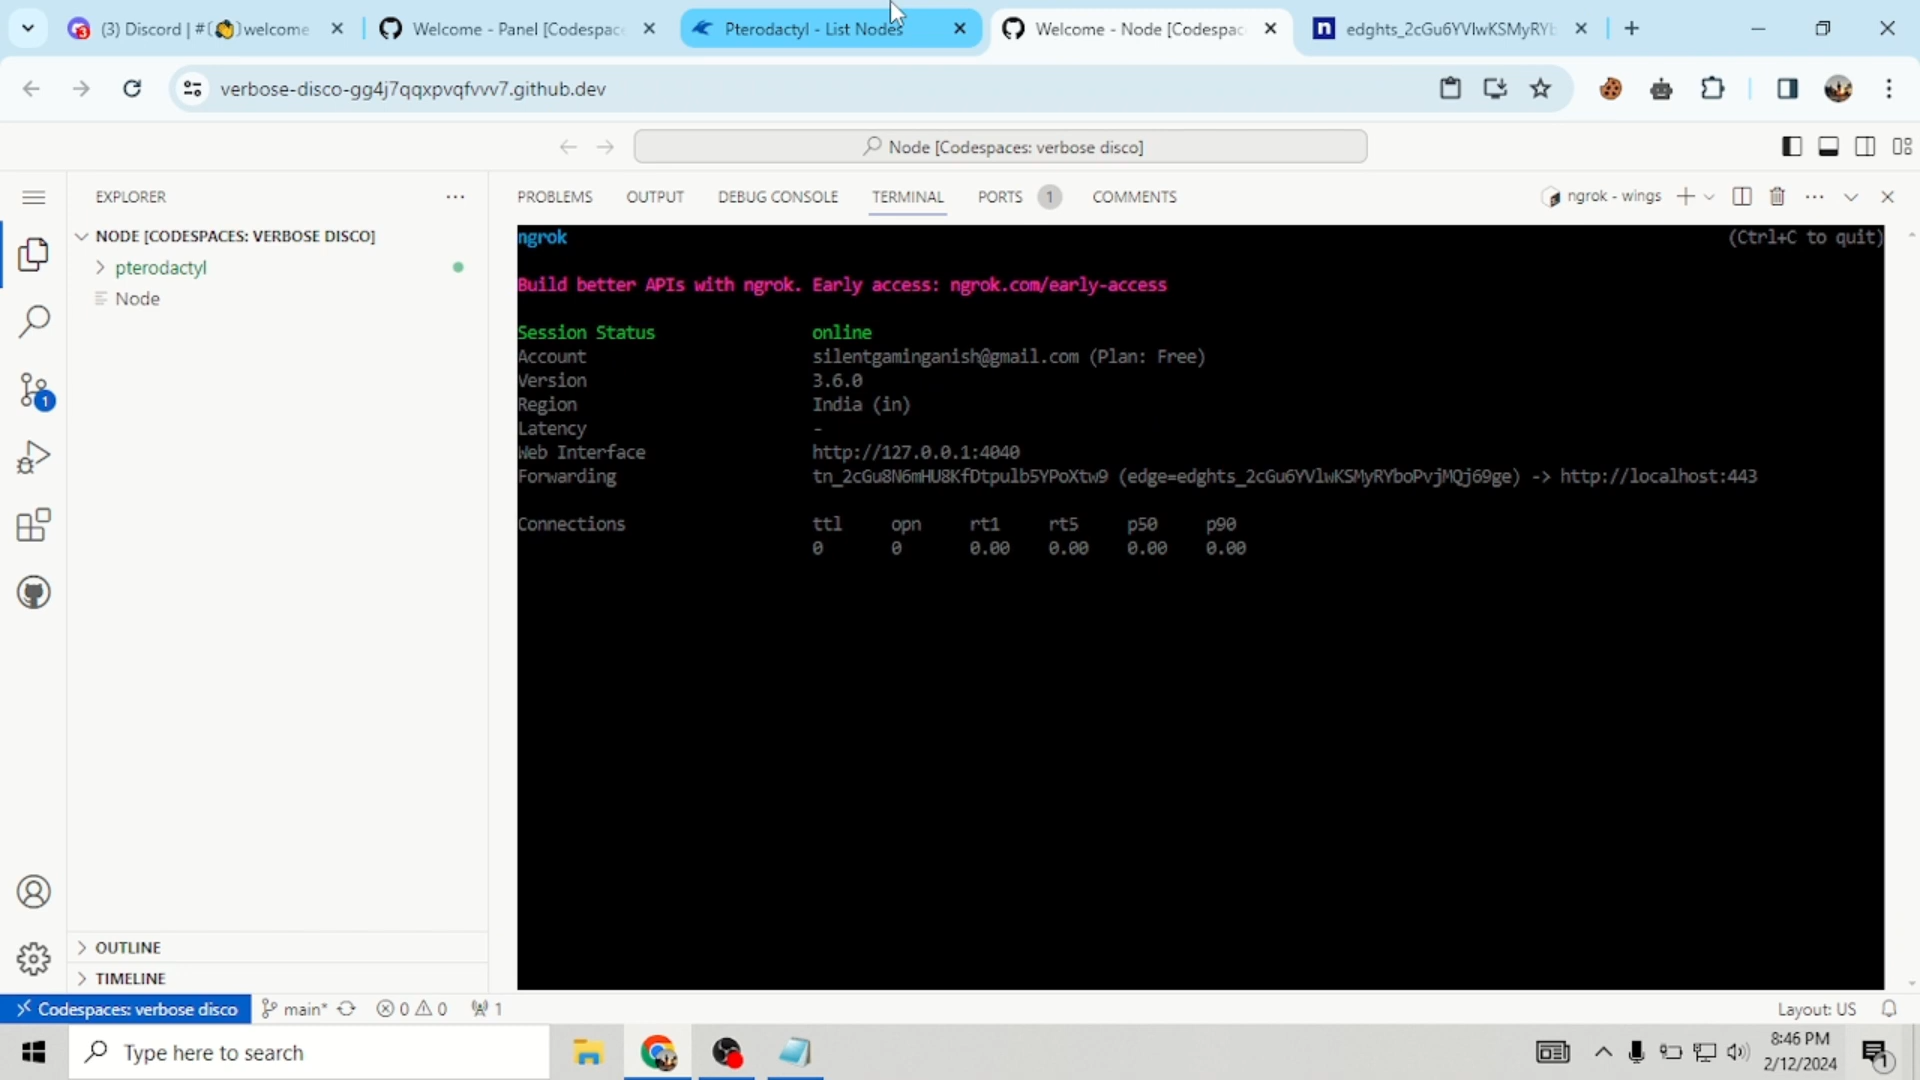 (3) Discord | #(👏)welcome
Welcome - Panel [Codespac
Pterodactyl - List Nodes
Welcome - Node [Codespac
edghts_2cGu6YVlwKSMyRYb
verbose-disco-gg4j7qqxpvqfvvv7.github.dev
Node [Codespaces: verbose disco]
EXPLORER
PROBLEMS OUTPUT DEBUG CONSOLE TERMINAL PORTS 1 COMMENTS
ngrok - wings
NODE [CODESPACES: VERBOSE DISCO]
pterodactyl
Node
ngrok (Ctrl+C to quit)
Build better APIs with ngrok. Early access: ngrok.com/early-access
Session Status online
Account silentgaminganish@gmail.com (Plan: Free)
Version 3.6.0
Region India (in)
Latency -
Web Interface http://127.0.0.1:4040
Forwarding tn_2cGu8N6mHU8KfDtpulb5YPoXtw9 (edge=edghts_2cGu6YVlwKSMyRYboPvjMQj69ge) -> http://localhost:443
Connections ttl opn rt1 rt5 p50 p90
0 0 0.00 0.00 0.00 0.00
1
OUTLINE
TIMELINE
Codespaces: verbose disco main* 0 0 1
Layout: US
Type here to search
8:46 PM
2/12/2024
1